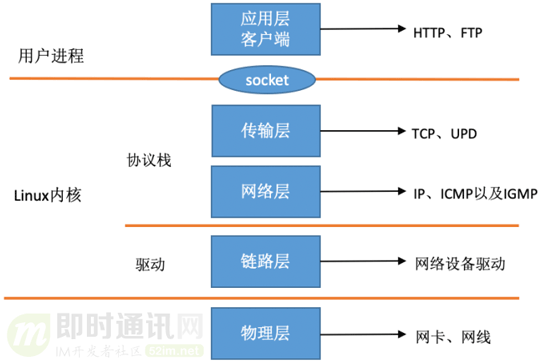 应用层
客户端
HTTP、FTP
用户进程
socket
传输层
TCP、UPD
协议栈
Linux内核
网络层
IP、ICMP以及IGMP
驱动
链路层
网络设备驱动
即时通讯网
IM开发者社区 52im.net
物理层
网卡、网线